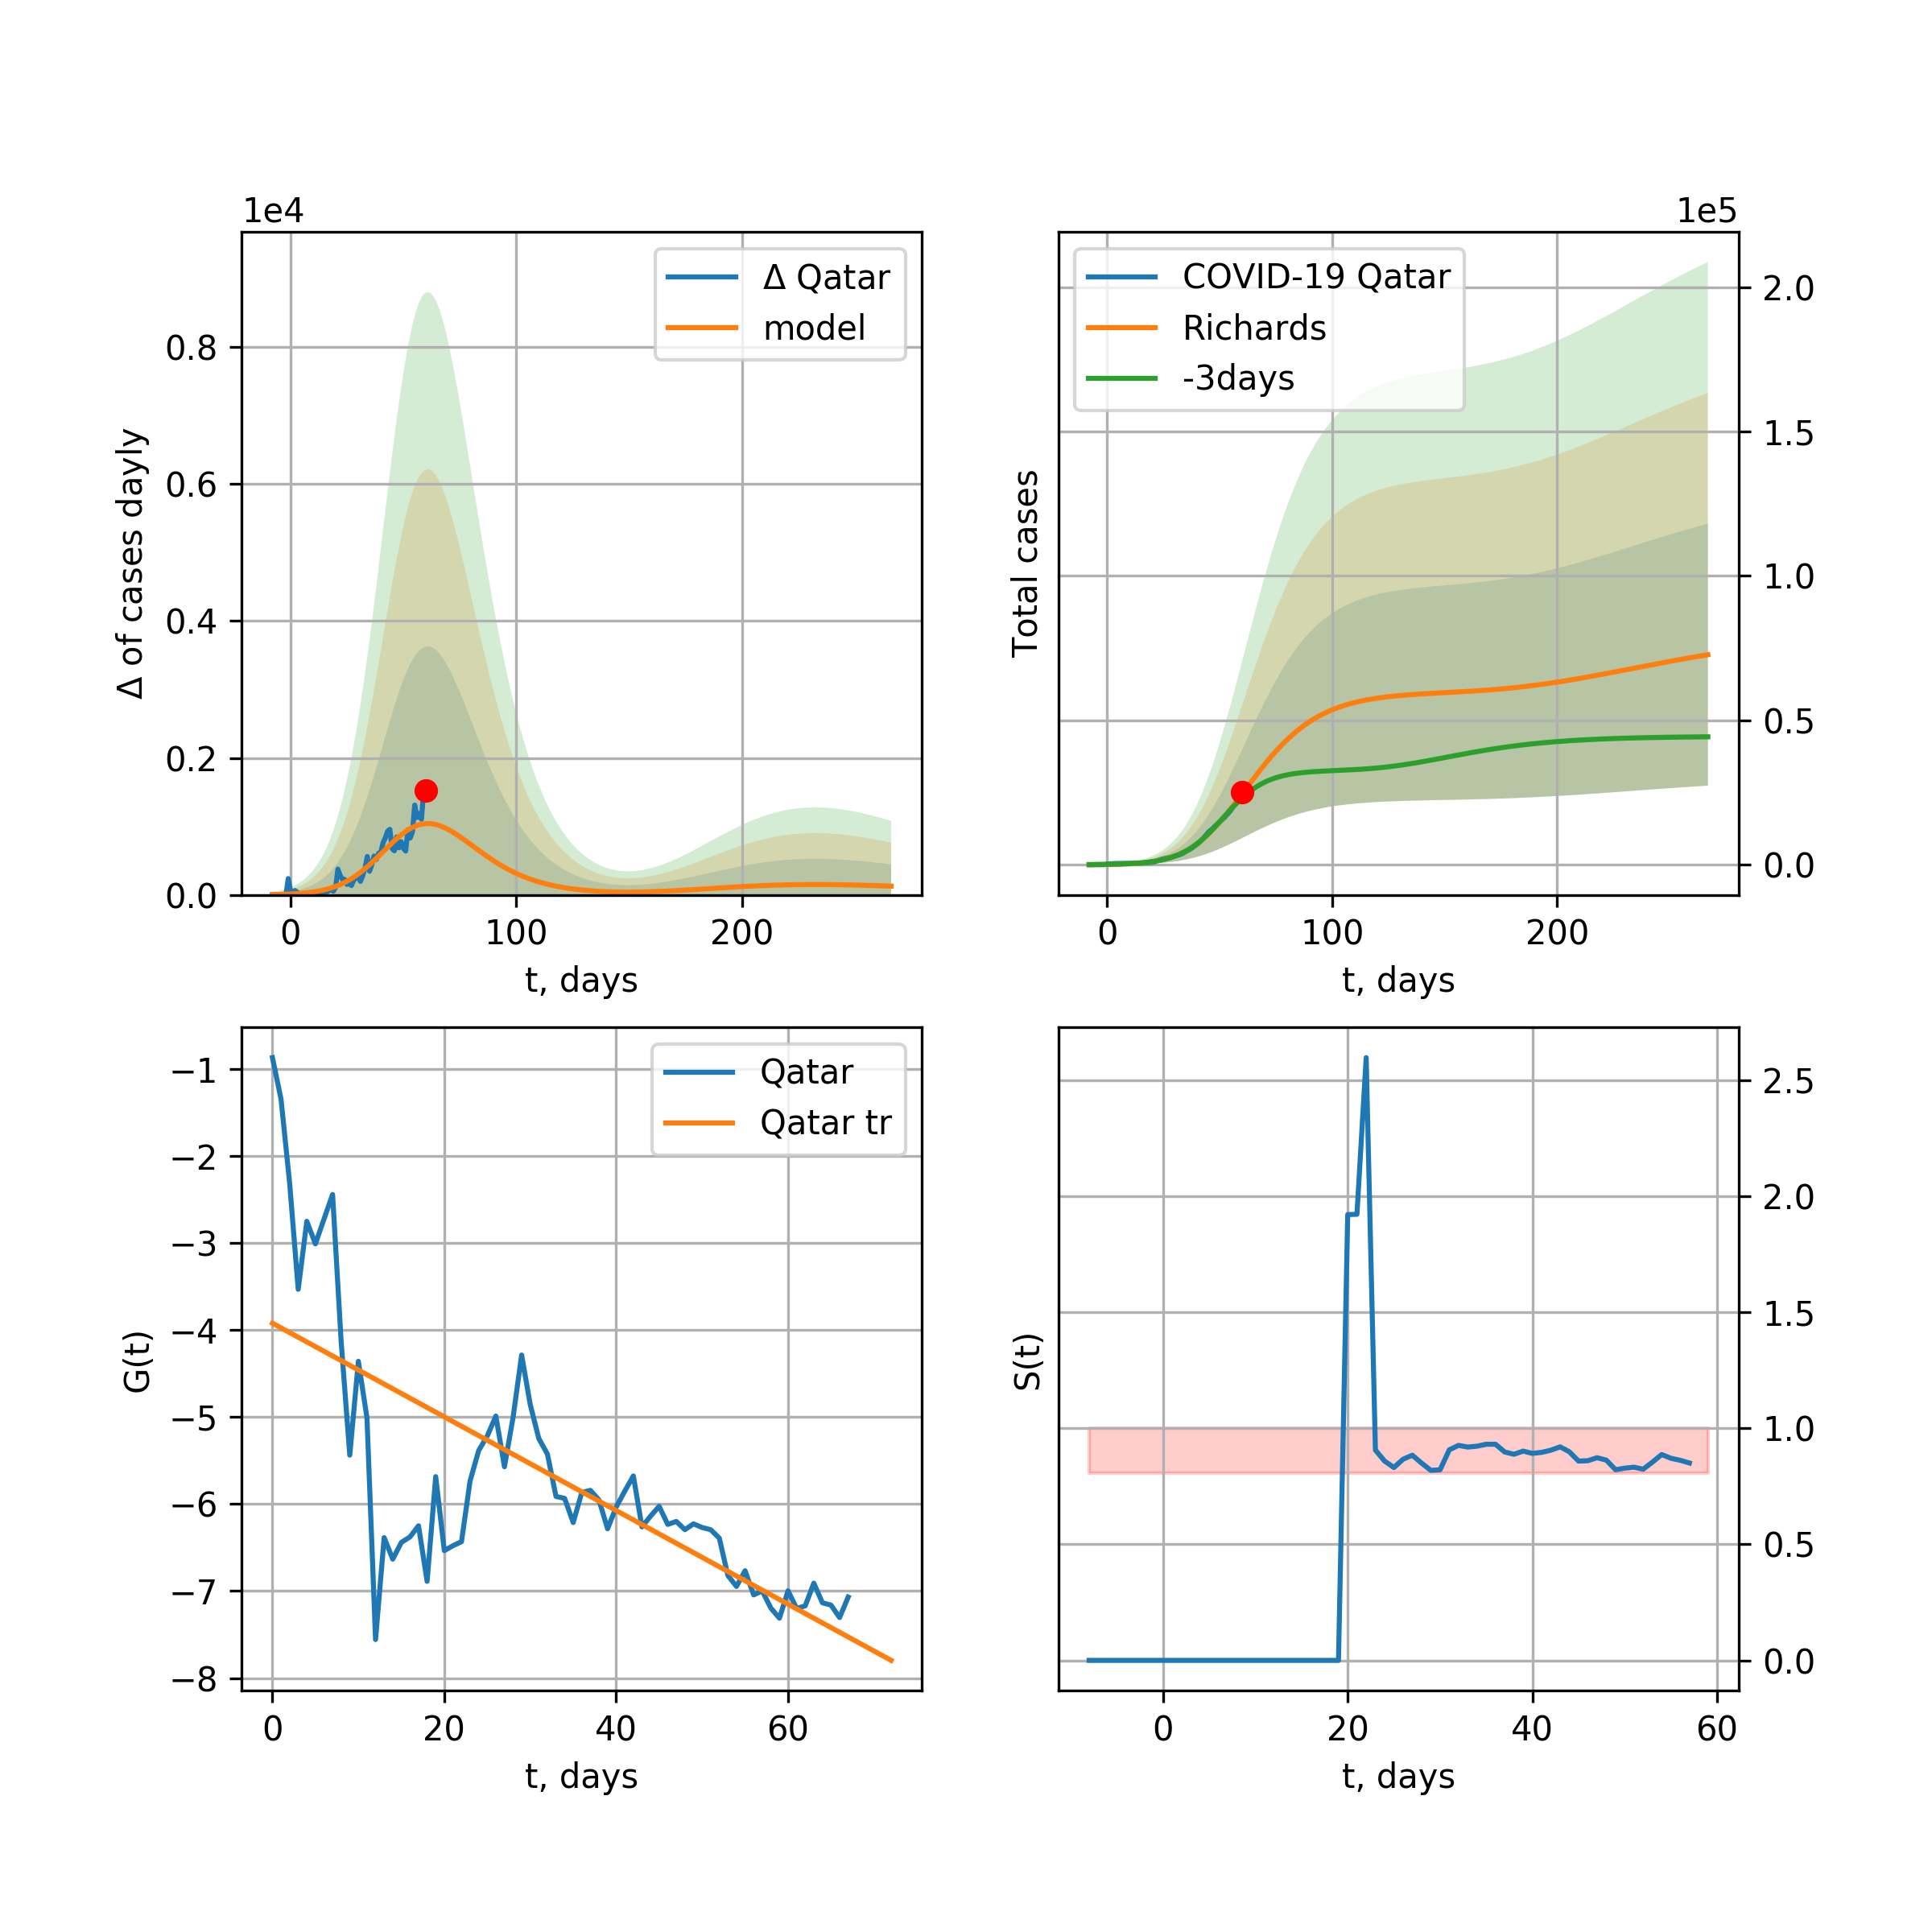 1e4
Δ Qatar
model
Δ of cases dayly
0.8
0.6
0.4
0.2
0.0
0 100 200
t, days
1e5
COVID-19 Qatar
Richards
-3days
Total cases
2.0
1.5
1.0
0.5
0.0
0 100 200
t, days
Qatar
Qatar tr
G(t)
−1
−2
−3
−4
−5
−6
−7
−8
0 20 40 60
t, days
S(t)
2.5
2.0
1.5
1.0
0.5
0.0
0 20 40 60
t, days